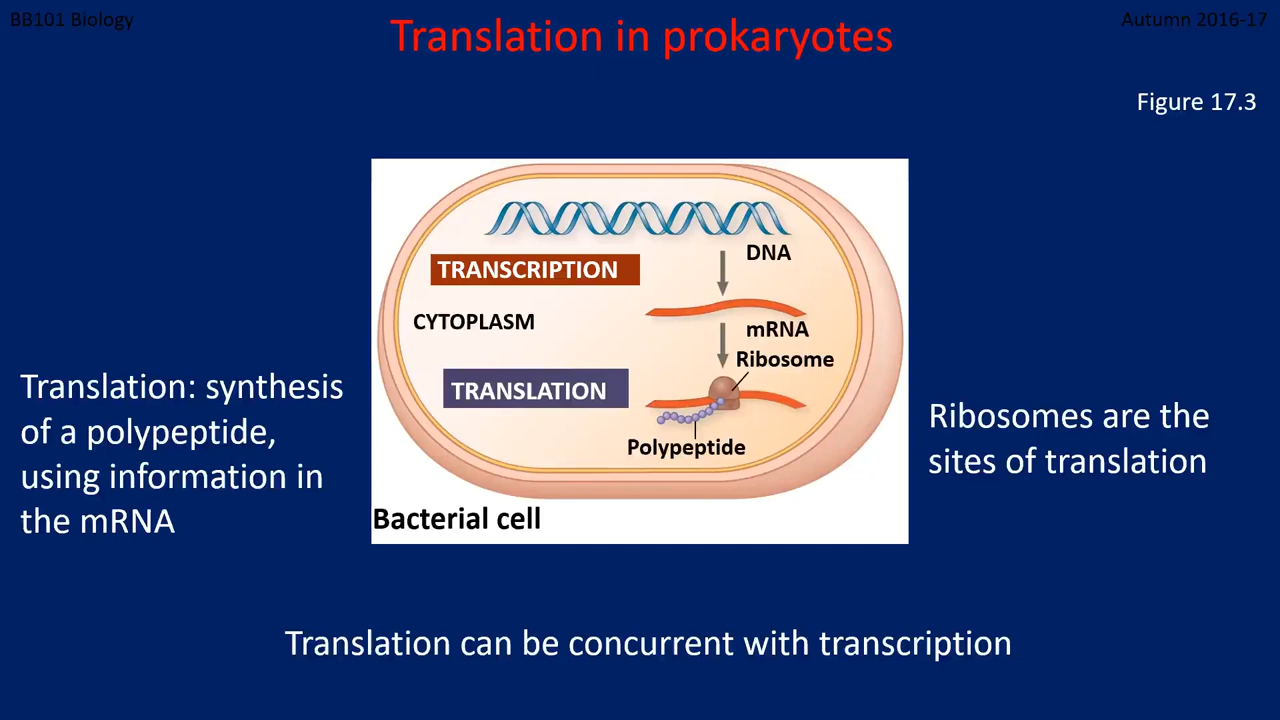 BB101 Biology
Autumn 2016-17
Translation in prokaryotes
Figure 17.3
DNA
TRANSCRIPTION
CYTOPLASM
mRNA
Ribosome
TRANSLATION
Polypeptide
Bacterial cell
Translation: synthesis
of a polypeptide,
using information in
the mRNA
Ribosomes are the
sites of translation
Translation can be concurrent with transcription